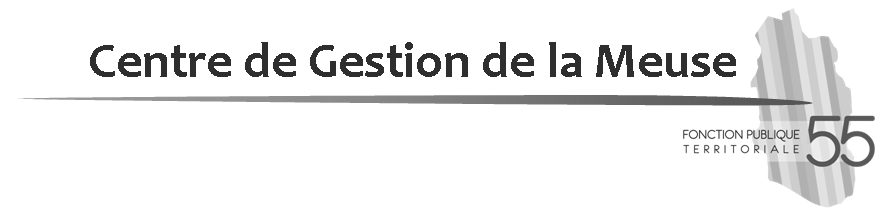 Centre de Gestion de la Meuse
FONCTION PUBLIQUE
TERRITORIALE
55